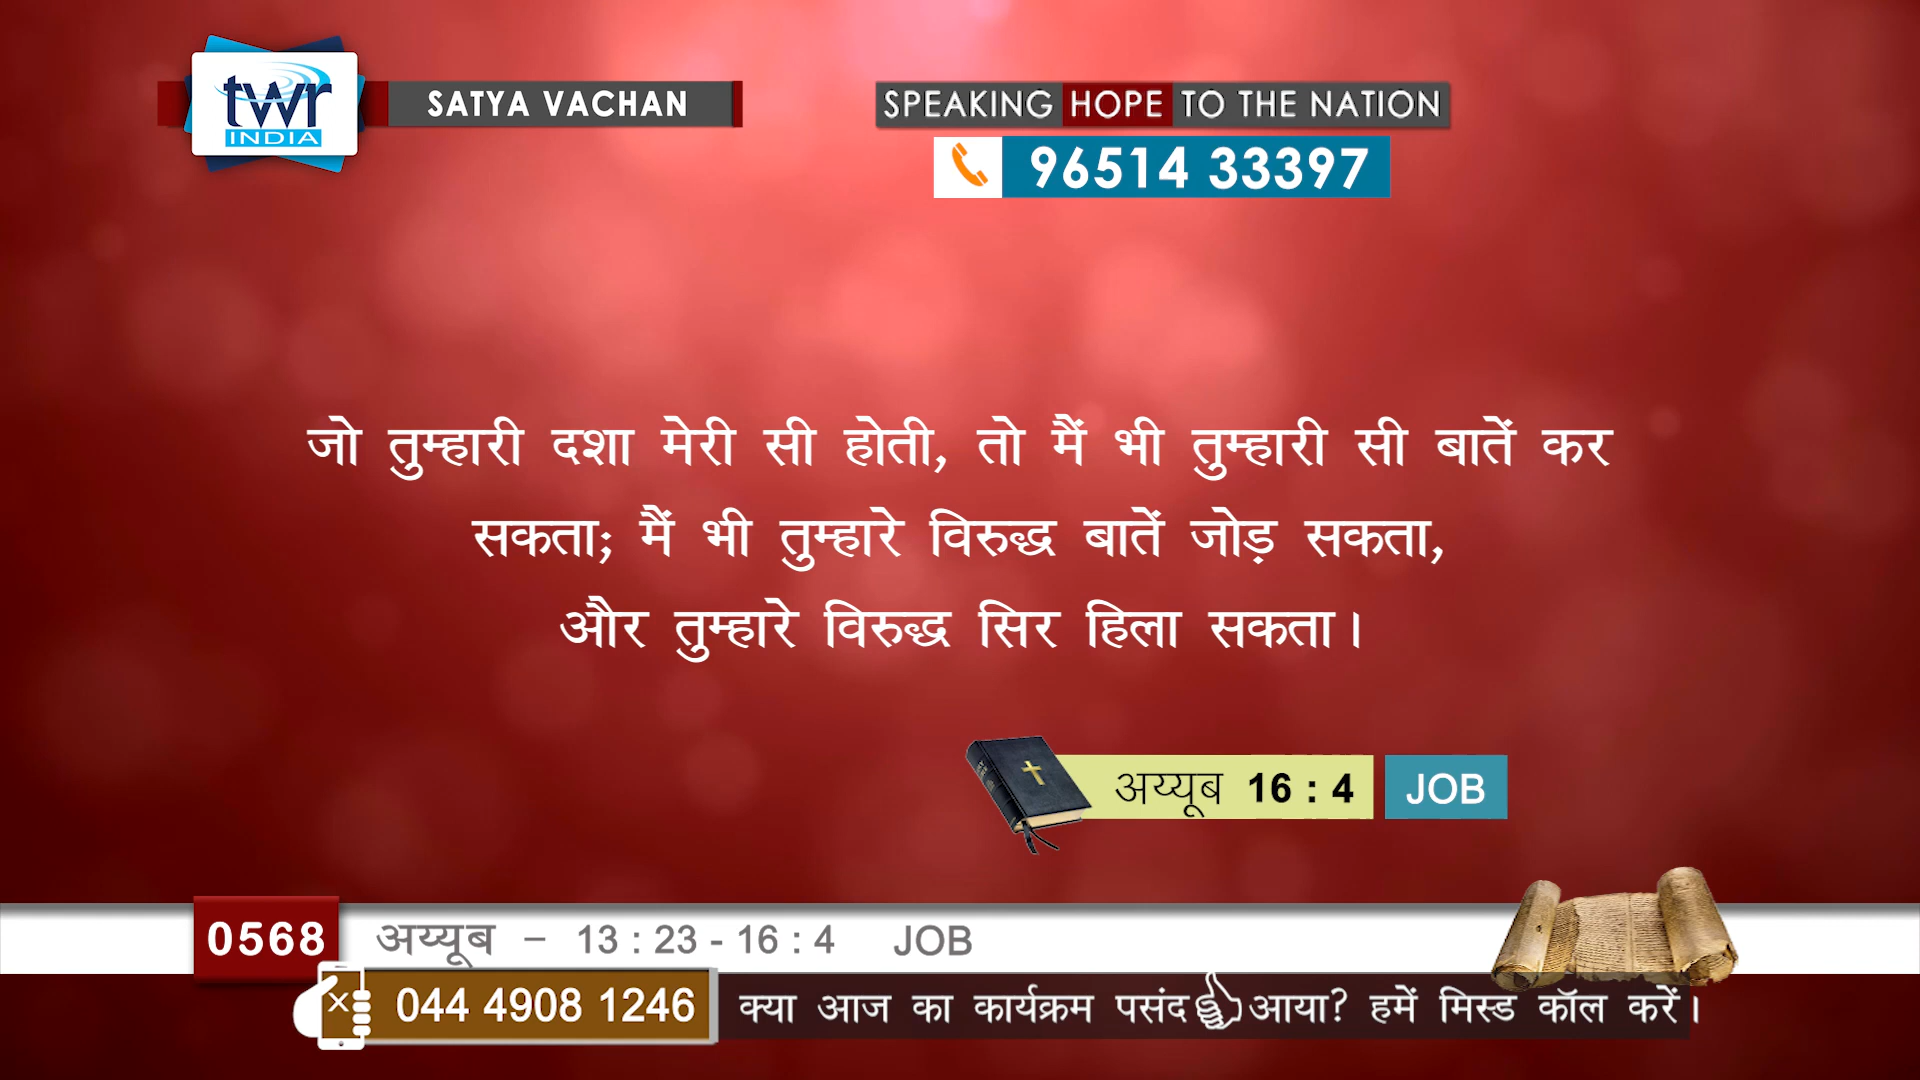 twr
INDIA
SATYA VACHAN
SPEAKING HOPE TO THE NATION
96514 33397
जो तुम्हारी दशा मेरी सी होती, तो मैं भी तुम्हारी सी बातें कर
सकता; मैं भी तुम्हारे विरुद्ध बातें जोड़ सकता,
और तुम्हारे विरुद्ध सिर हिला सकता।
अय्यूब 16 : 4 JOB
0568 अय्यूब – 13 : 23 - 16 : 4 JOB
044 4908 1246 क्या आज का कार्यक्रम पसंद आया? हमें मिस्ड कॉल करें।